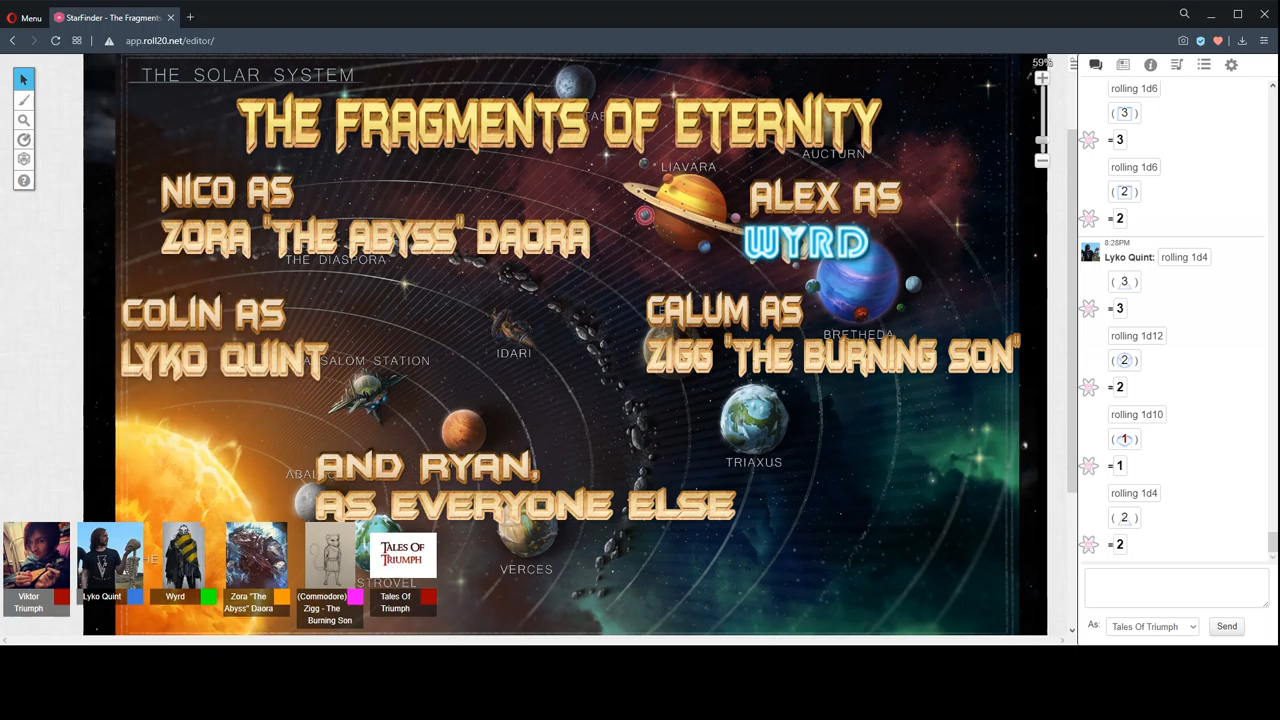 Menu
StarFinder - The Fragments
app.roll20.net/editor/
THE SOLAR SYSTEM
THE FRAGMENTS OF ETERNITY
AUCTURN
LIAVARA
NICO AS
ZORA "THE ABYSS" DAORA
THE DIASPORA
ALEX AS
WYRD
COLIN AS
LYKO QUINT
SALOM STATION
IDARI
CALUM AS
ZIGG "THE BURNING SON"
BRETHEDA
TRIAXUS
AND RYAN,
AS EVERYONE ELSE
VERCES
STROVEL
TALES OF
TRIUMPH
Viktor
Triumph
Lyko Quint
Wyrd
Zora "The
Abyss" Daora
(Commodore)
Zigg - The
Burning Son
Tales Of
Triumph
59%
rolling 1d6
( 3 )
= 3
rolling 1d6
( 2 )
= 2
8:28PM
Lyko Quint: rolling 1d4
( 3 )
= 3
rolling 1d12
( 2 )
= 2
rolling 1d10
( 1 )
= 1
rolling 1d4
( 2 )
= 2
As: Tales Of Triumph Send